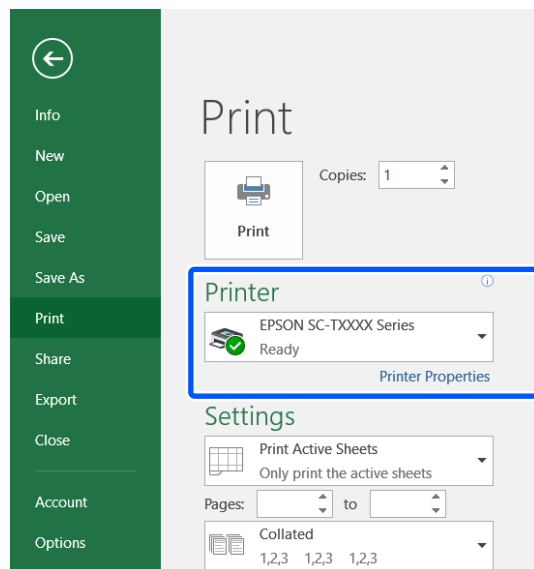 Info
New
Open
Save
Save As
Print
Share
Export
Close
Account
Options
Print
Print
Copies: 1
Printer
EPSON SC-TXXXX Series
Ready
Printer Properties
Settings
Print Active Sheets
Only print the active sheets
Pages: to
Collated
1,2,3 1,2,3 1,2,3